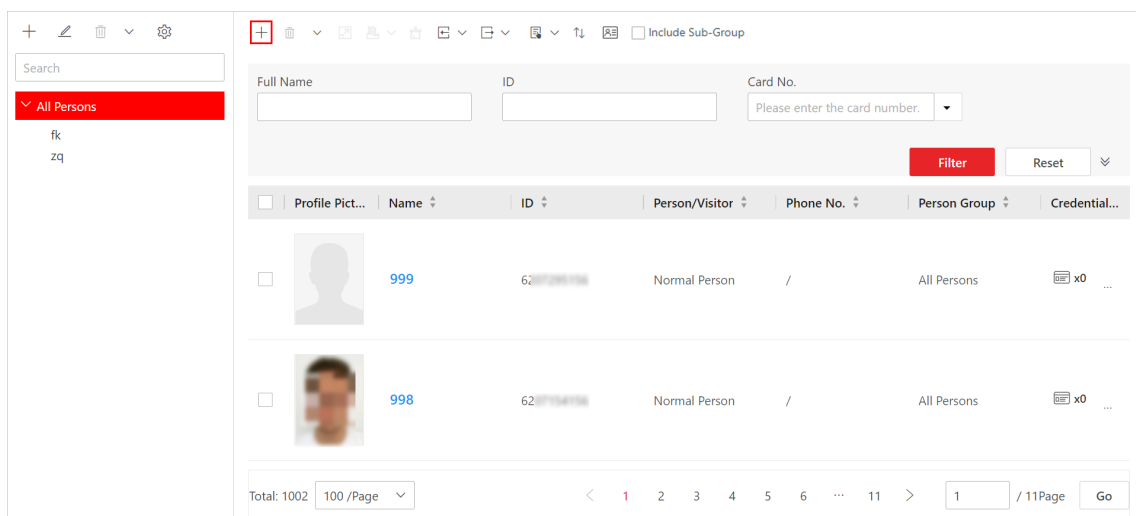 Include Sub-Group
Search
All Persons
fk
zq
Full Name ID Card No.
Please enter the card number.
Filter Reset
Profile Pict... Name ID Person/Visitor Phone No. Person Group Credential...
999 62 Normal Person / All Persons x0 ...
998 62 Normal Person / All Persons x0 ...
Total: 1002 100 /Page < 1 2 3 4 5 6 ... 11 > 1 / 11Page Go